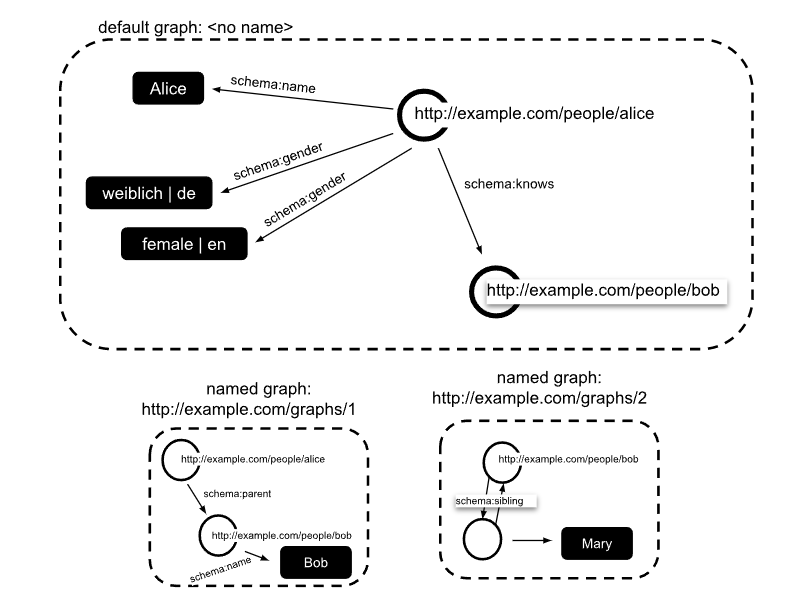 default graph: <no name>
Alice
schema:name
http://example.com/people/alice
schema:gender
weiblich | de
schema:gender
female | en
schema:knows
http://example.com/people/bob
named graph:
http://example.com/graphs/1
http://example.com/people/alice
schema:parent
http://example.com/people/bob
schema:name
Bob
named graph:
http://example.com/graphs/2
http://example.com/people/bob
schema:sibling
Mary